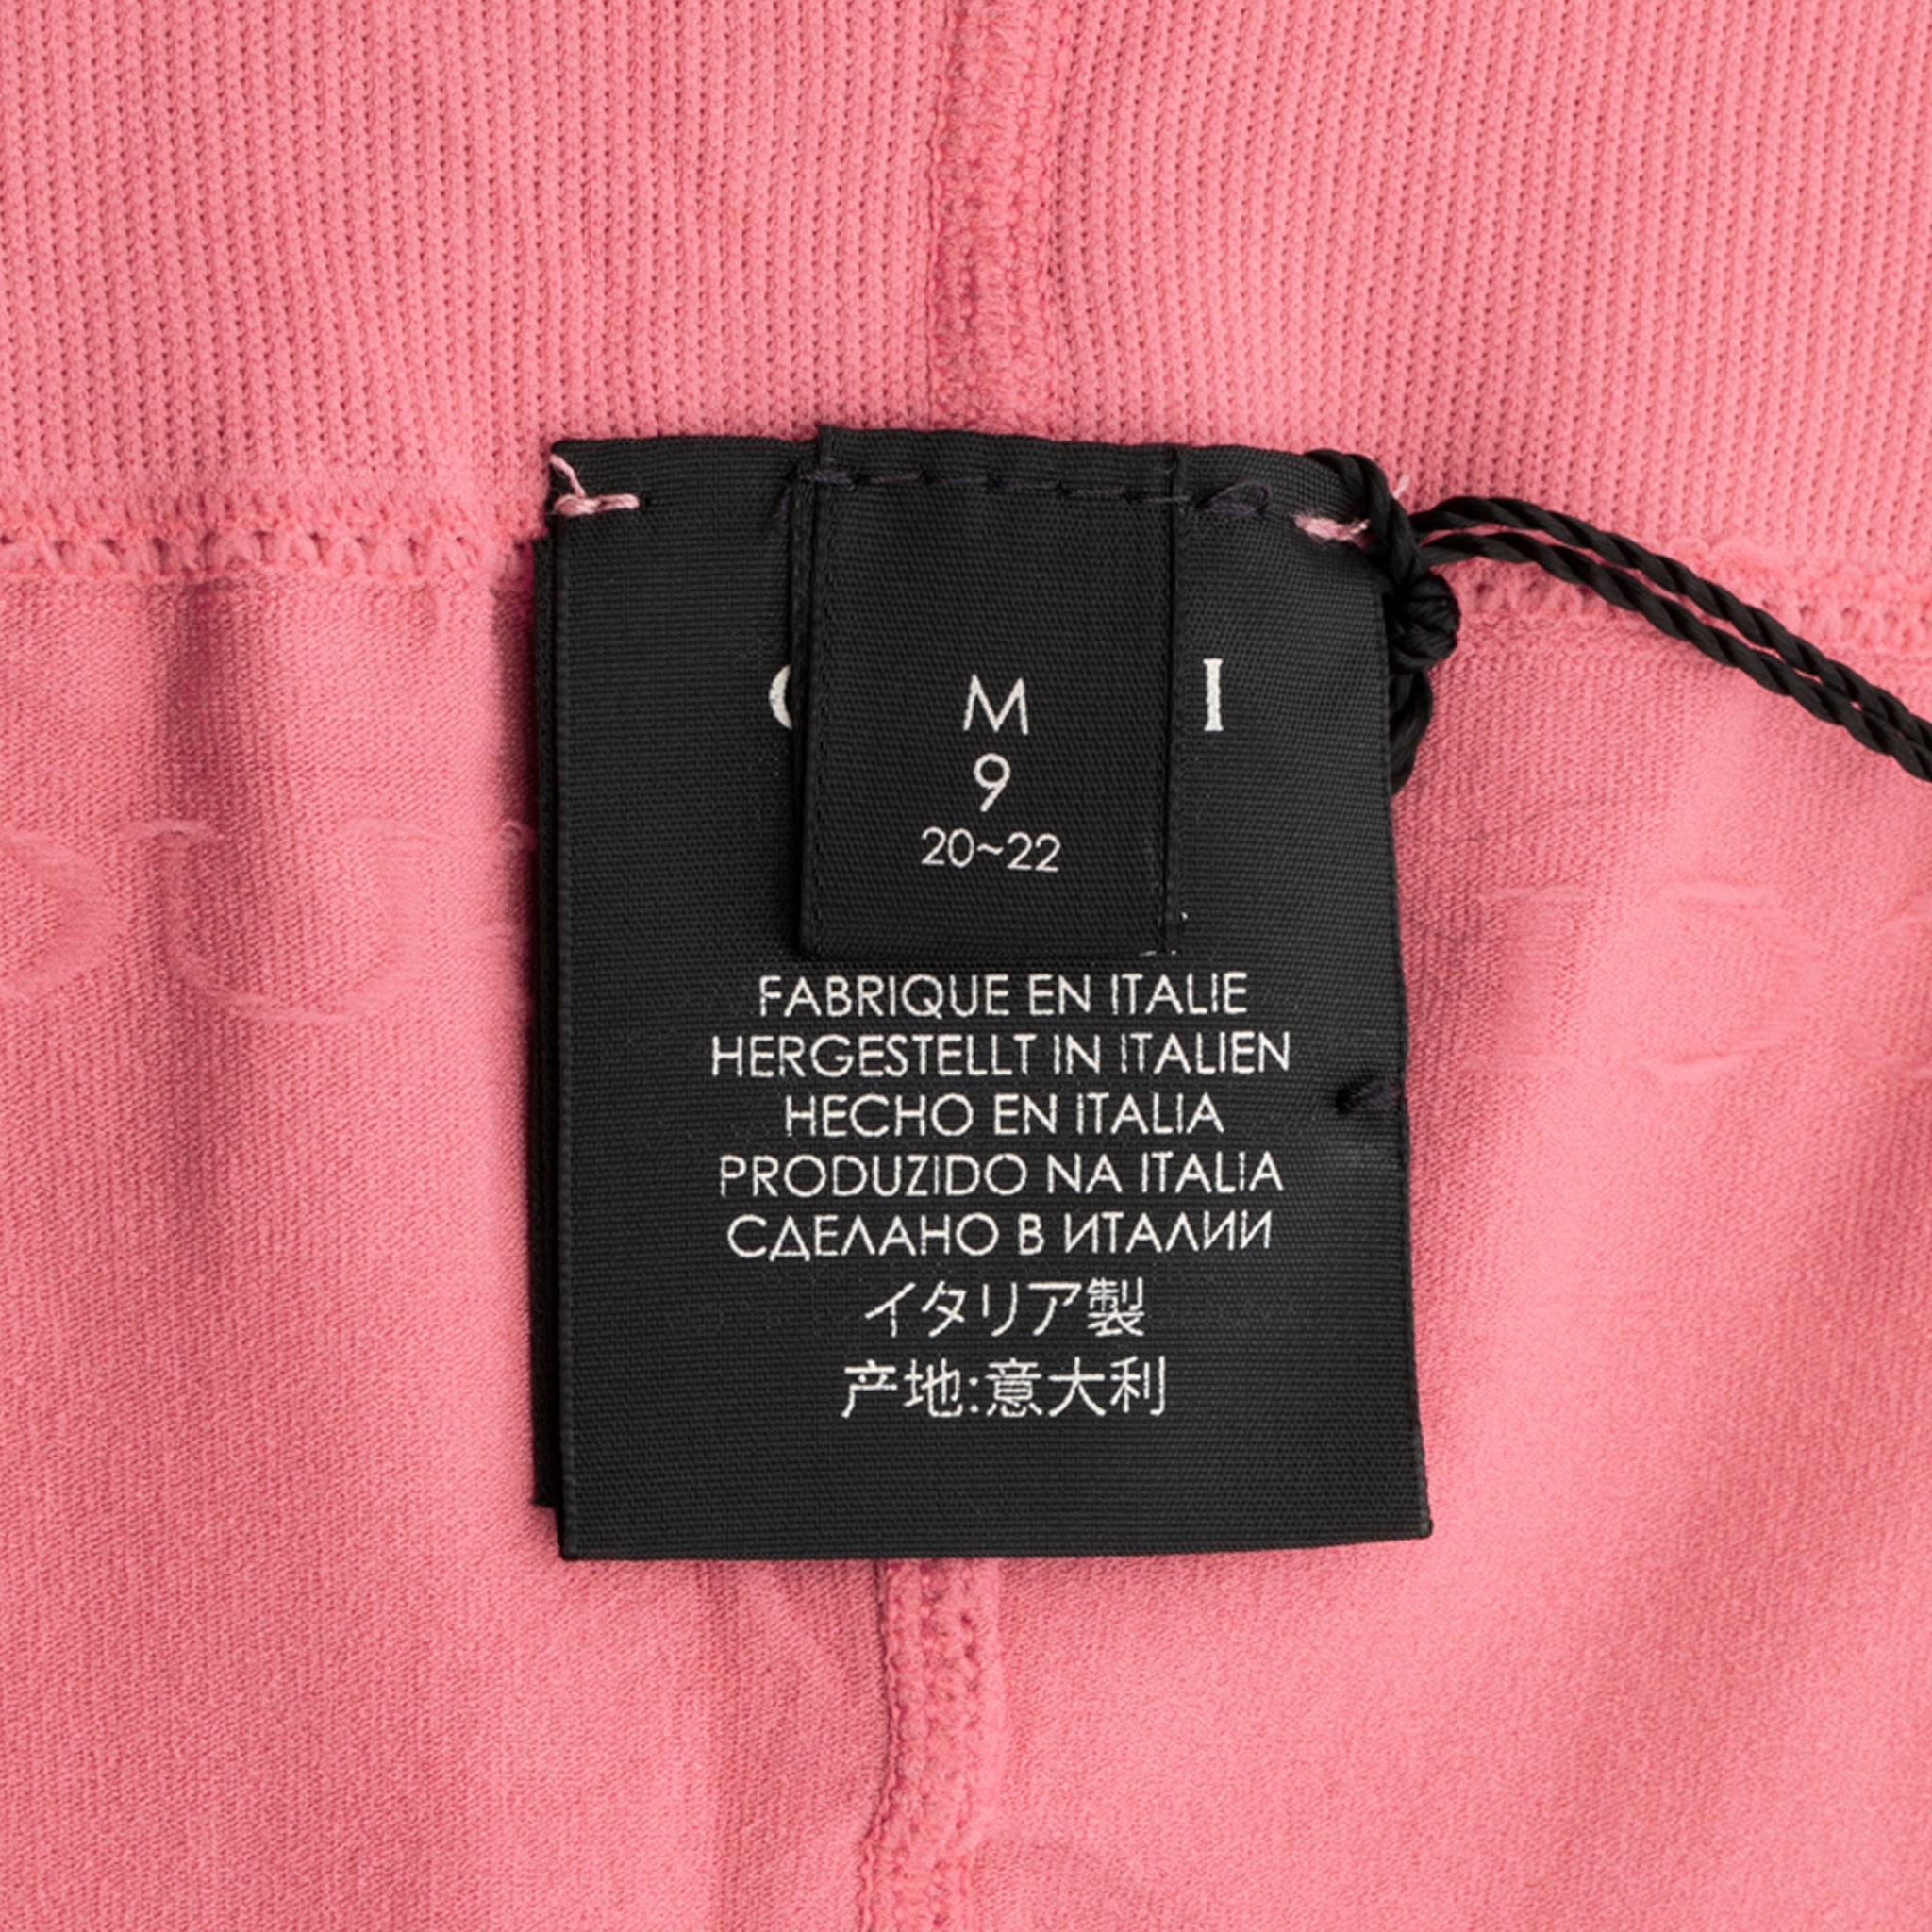 M
9
20~22
FABRIQUE EN ITALIE
HERGESTELLT IN ITALIEN
HECHO EN ITALIA
PRODUZIDO NA ITALIA
СДЕЛАНО В ИТАЛИИ
イタリア製
产地:意大利